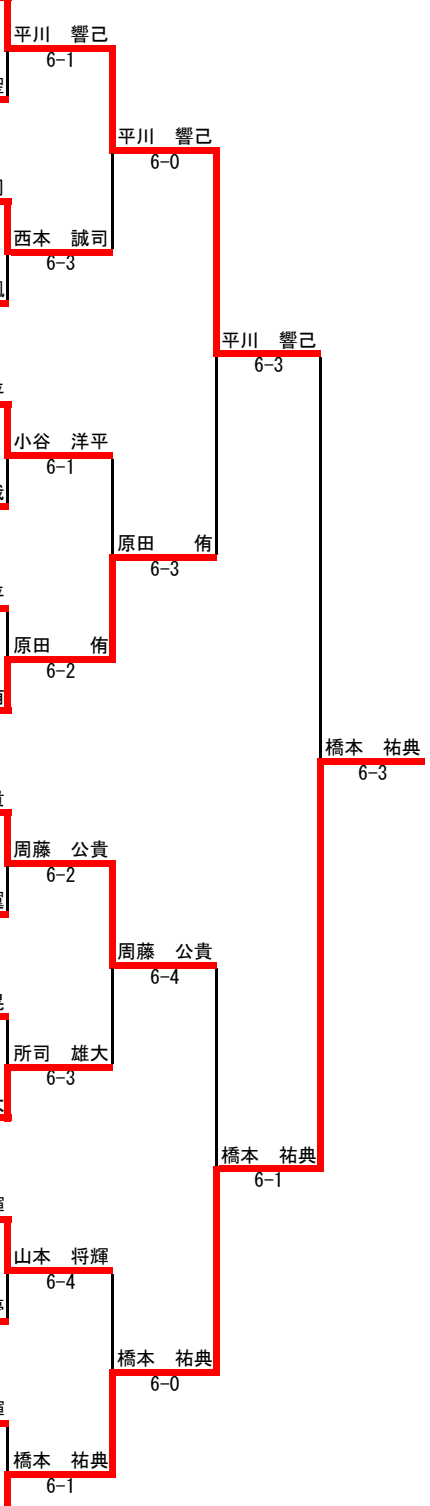 平川　響己
6-1
平川　響己
6-0
西本　誠司
6-3
平川　響己
6-3
小谷　洋平
6-1
原田　　侑
6-3
原田　　侑
6-2
橋本　祐典
6-3
周藤　公貴
6-2
周藤　公貴
6-4
所司　雄大
6-3
橋本　祐典
6-1
山本　将輝
6-4
橋本　祐典
6-0
橋本　祐典
6-1